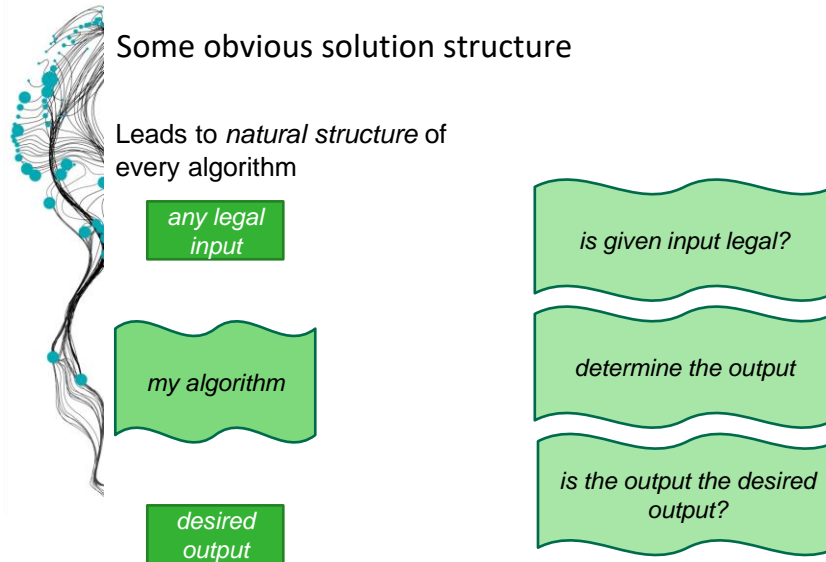 Some obvious solution structure
Leads to natural structure of
every algorithm
any legal
input
my algorithm
desired
output
is given input legal?
determine the output
is the output the desired
output?